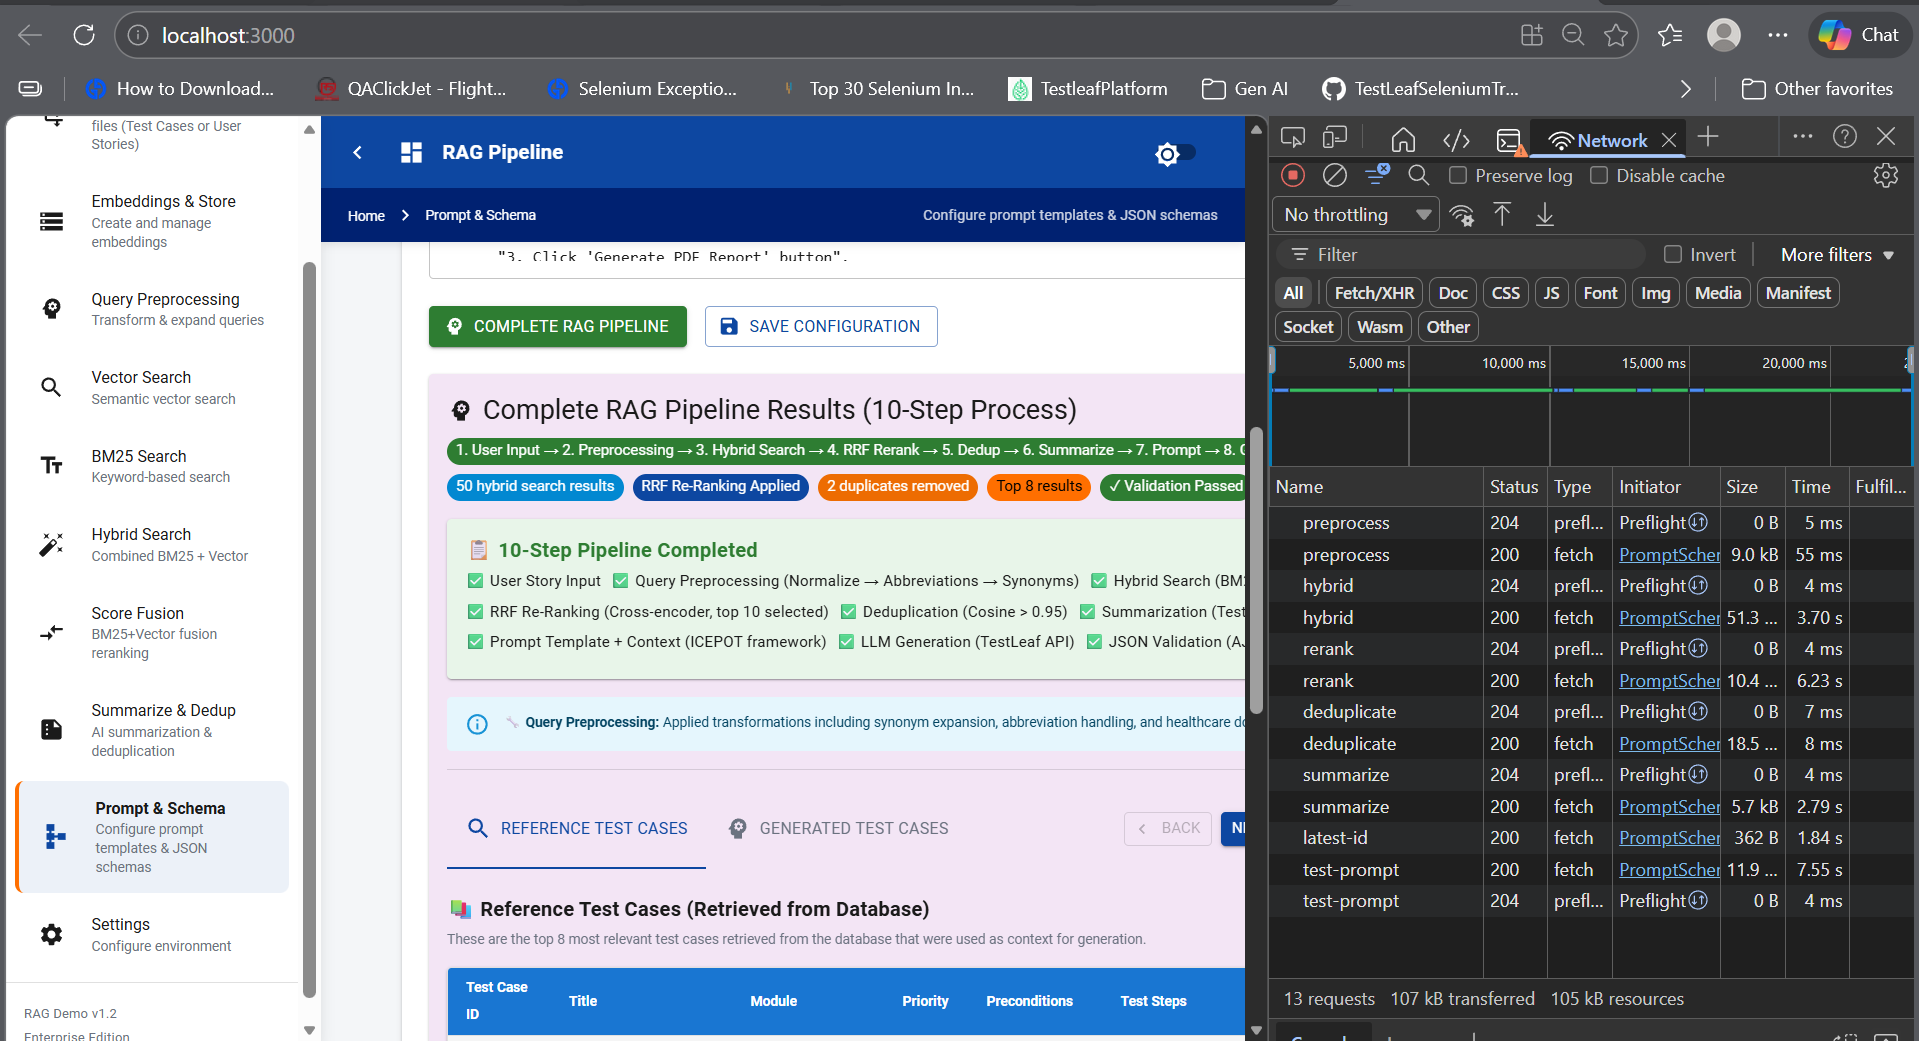 localhost:3000
Chat
How to Download...
QAClickJet - Flight...
Selenium Exceptio...
Top 30 Selenium In...
TestleafPlatform
Gen AI
TestLeafSeleniumTr...
Other favorites
files (Test Cases or User
Stories)
Embeddings & Store
Create and manage
embeddings
Query Preprocessing
Transform & expand queries
Vector Search
Semantic vector search
BM25 Search
Keyword-based search
Hybrid Search
Combined BM25 + Vector
Score Fusion
BM25+Vector fusion
reranking
Summarize & Dedup
AI summarization &
deduplication
Prompt & Schema
Configure prompt
templates & JSON
schemas
Settings
Configure environment
RAG Demo v1.2
Enterprise Edition
RAG Pipeline
Home > Prompt & Schema
Configure prompt templates & JSON schemas
"3. Click 'Generate PDF Report' button".
COMPLETE RAG PIPELINE
SAVE CONFIGURATION
Complete RAG Pipeline Results (10-Step Process)
1. User Input → 2. Preprocessing → 3. Hybrid Search → 4. RRF Rerank → 5. Dedup → 6. Summarize → 7. Prompt → 8.
50 hybrid search results
RRF Re-Ranking Applied
2 duplicates removed
Top 8 results
✓ Validation Passed
10-Step Pipeline Completed
✅ User Story Input ✅ Query Preprocessing (Normalize → Abbreviations → Synonyms) ✅ Hybrid Search (BM
✅ RRF Re-Ranking (Cross-encoder, top 10 selected) ✅ Deduplication (Cosine > 0.95) ✅ Summarization (Test
✅ Prompt Template + Context (ICEPOT framework) ✅ LLM Generation (TestLeaf API) ✅ JSON Validation (A
Query Preprocessing: Applied transformations including synonym expansion, abbreviation handling, and healthcare
REFERENCE TEST CASES
GENERATED TEST CASES
BACK
Reference Test Cases (Retrieved from Database)
These are the top 8 most relevant test cases retrieved from the database that were used as context for generation.
Test Case
ID
Title
Module
Priority
Preconditions
Test Steps
Network
Preserve log
Disable cache
No throttling
Filter
Invert
More filters
All
Fetch/XHR
Doc
CSS
JS
Font
Img
Media
Manifest
Socket
Wasm
Other
5,000 ms
10,000 ms
15,000 ms
20,000 ms
Name Status Type Initiator Size Time Fulfil...
preprocess 204 prefl... Preflight 0 B 5 ms
preprocess 200 fetch PromptScher 9.0 kB 55 ms
hybrid 204 prefl... Preflight 0 B 4 ms
hybrid 200 fetch PromptScher 51.3 ... 3.70 s
rerank 204 prefl... Preflight 0 B 4 ms
rerank 200 fetch PromptScher 10.4 ... 6.23 s
deduplicate 204 prefl... Preflight 0 B 7 ms
deduplicate 200 fetch PromptScher 18.5 ... 8 ms
summarize 204 prefl... Preflight 0 B 4 ms
summarize 200 fetch PromptScher 5.7 kB 2.79 s
latest-id 200 fetch PromptScher 362 B 1.84 s
test-prompt 200 fetch PromptScher 11.9 ... 7.55 s
test-prompt 204 prefl... Preflight 0 B 4 ms
13 requests 107 kB transferred 105 kB resources